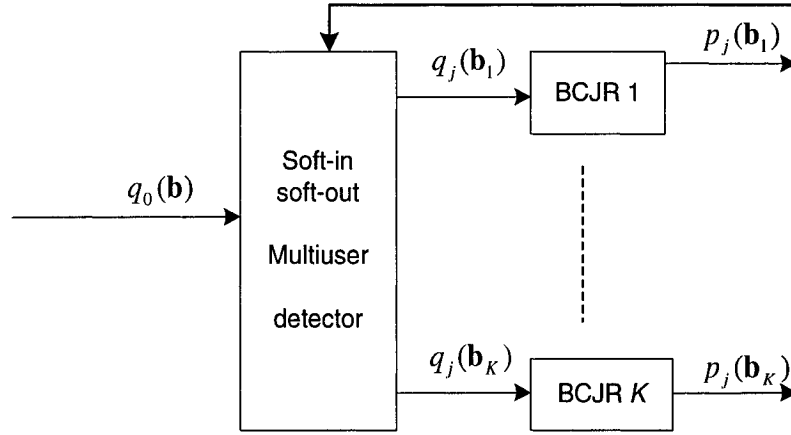 p_j(𝐛_1)
q_j(𝐛_1)
BCJR 1
Soft-in
soft-out
q_0(𝐛)
Multiuser
detector
q_j(𝐛_K)
p_j(𝐛_K)
BCJR K